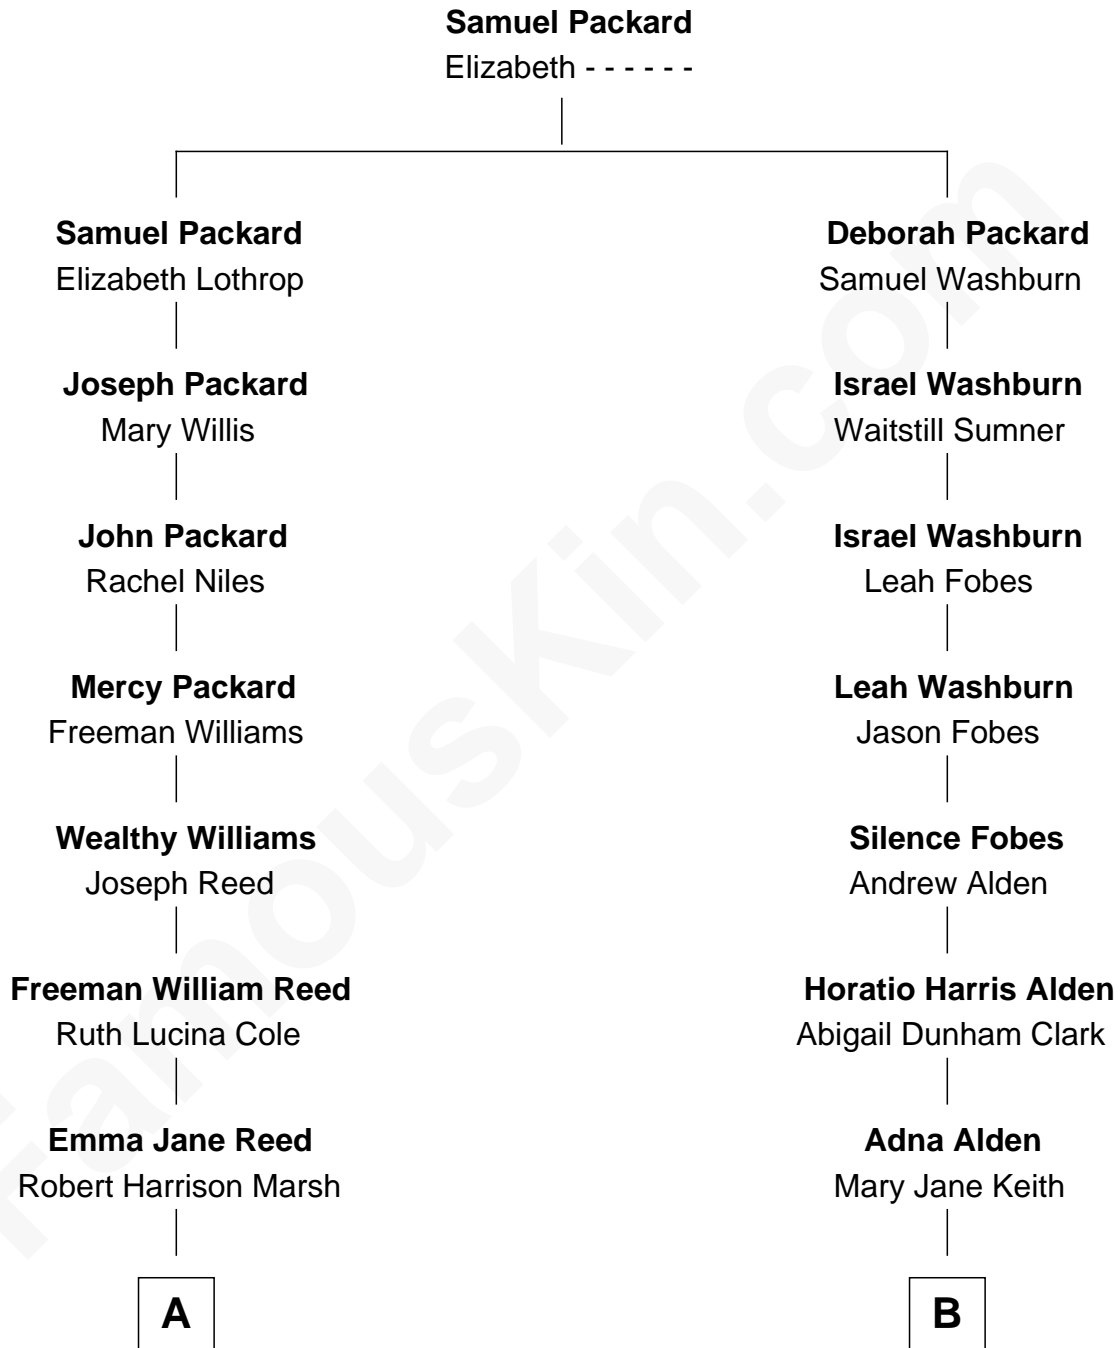 Samuel Packard
Elizabeth - - - - - -
Samuel Packard
Elizabeth Lothrop
Deborah Packard
Samuel Washburn
Joseph Packard
Mary Willis
Israel Washburn
Waitstill Sumner
John Packard
Rachel Niles
Israel Washburn
Leah Fobes
Mercy Packard
Freeman Williams
Leah Washburn
Jason Fobes
Wealthy Williams
Joseph Reed
Silence Fobes
Andrew Alden
Freeman William Reed
Ruth Lucina Cole
Horatio Harris Alden
Abigail Dunham Clark
Emma Jane Reed
Robert Harrison Marsh
Adna Alden
Mary Jane Keith
A
B
FamousKin.com